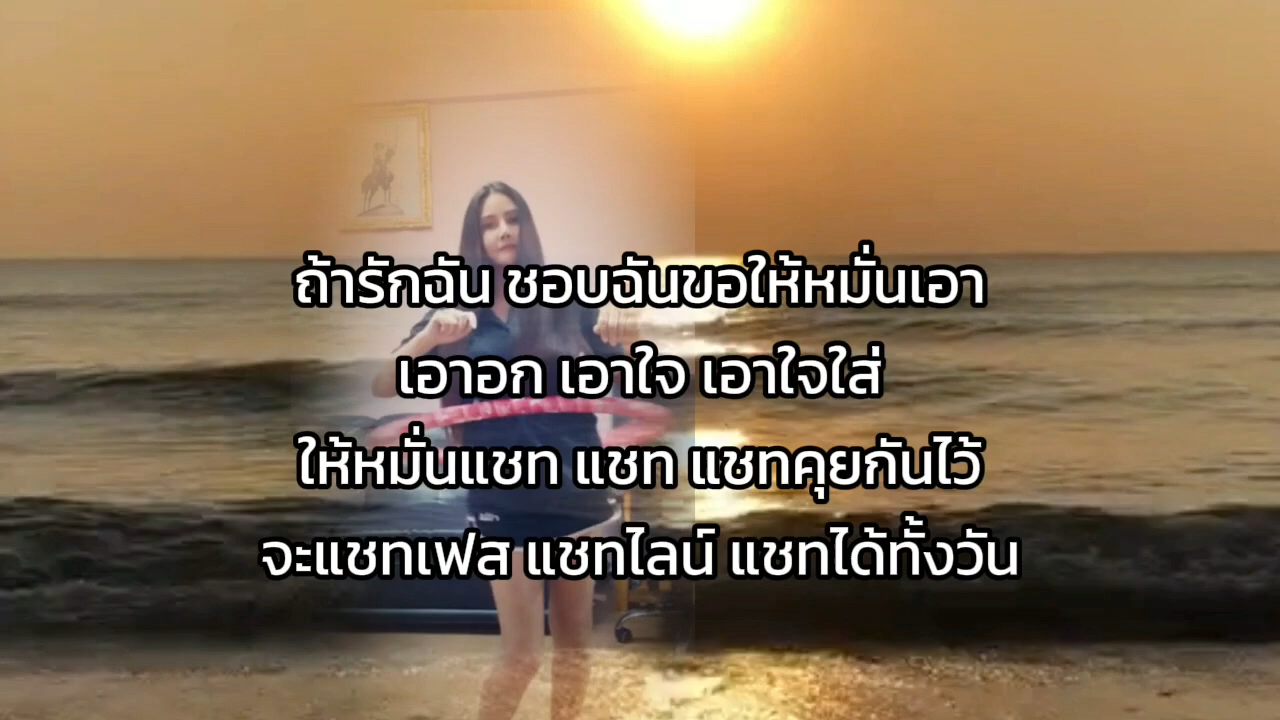 ถ้ารักฉัน ชอบฉันขอให้หมั่นเอา
เอาอก เอาใจ เอาใจใส่
ให้หมั่นแชท แชท แชทคุยกันไว้
จะแชทเฟส แชทไลน์ แชทได้ทั้งวัน